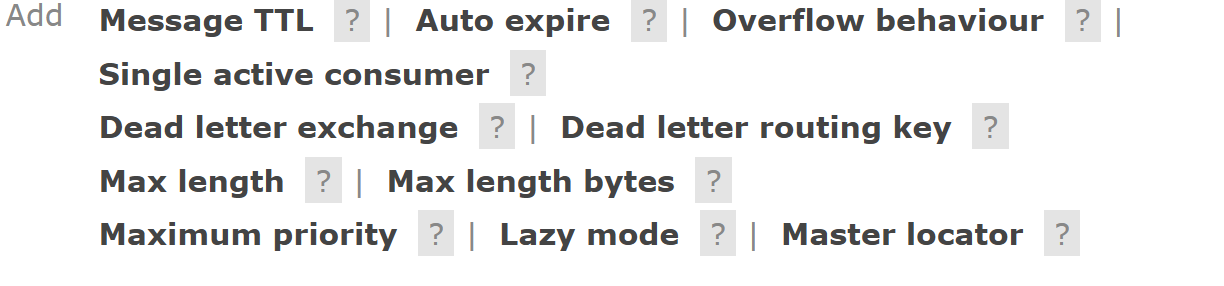 Add Message TTL ? | Auto expire ? | Overflow behaviour ? |
Single active consumer ?
Dead letter exchange ? | Dead letter routing key ?
Max length ? | Max length bytes ?
Maximum priority ? | Lazy mode ? | Master locator ?